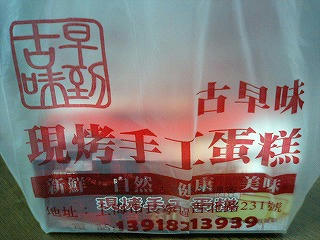 早到
古味
古早味
現烤手工蛋糕
新鮮 自然 健康 美味
現烤手工蛋糕
地址: 231號
13918-13939